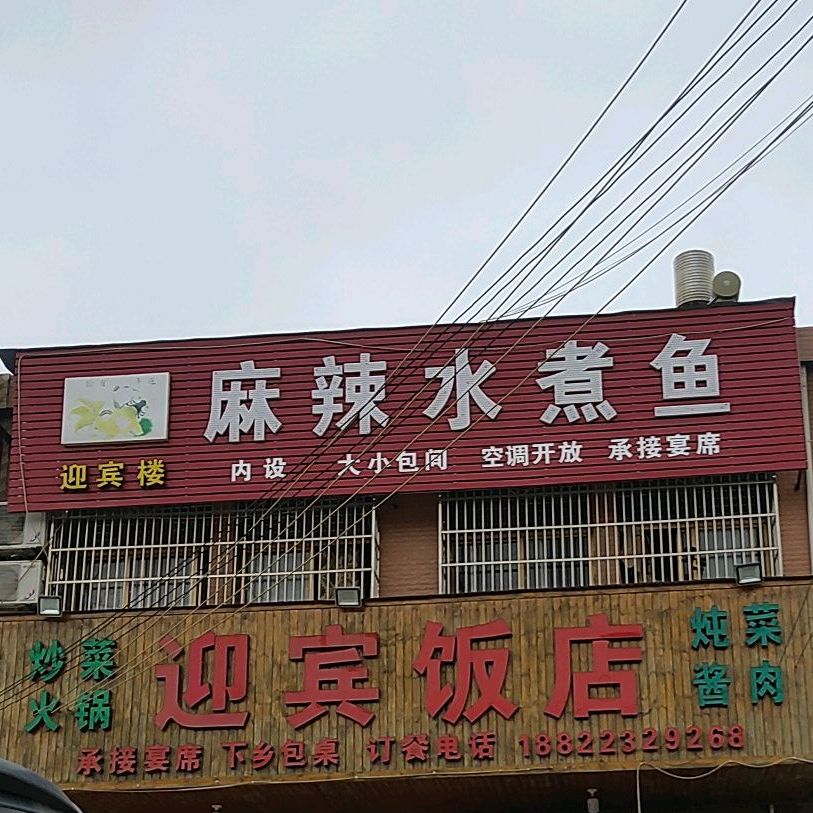 麻辣水煮鱼
迎宾楼
内设 大小包间 空调开放 承接宴席
炒菜 迎宾饭店 炖菜
火锅 酱肉
承接宴席 下乡包桌 订餐电话 18822329268